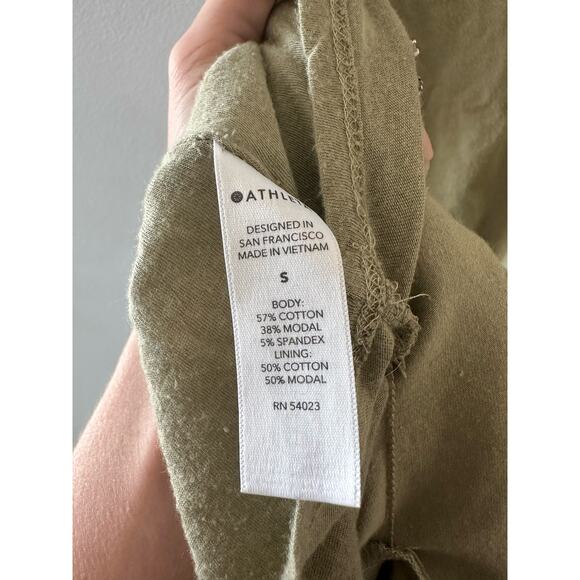 ATHLE
DESIGNED IN
SAN FRANCISCO
MADE IN VIETNAM
S
BODY:
57% COTTON
38% MODAL
5% SPANDEX
LINING:
50% COTTON
50% MODAL
RN 54023